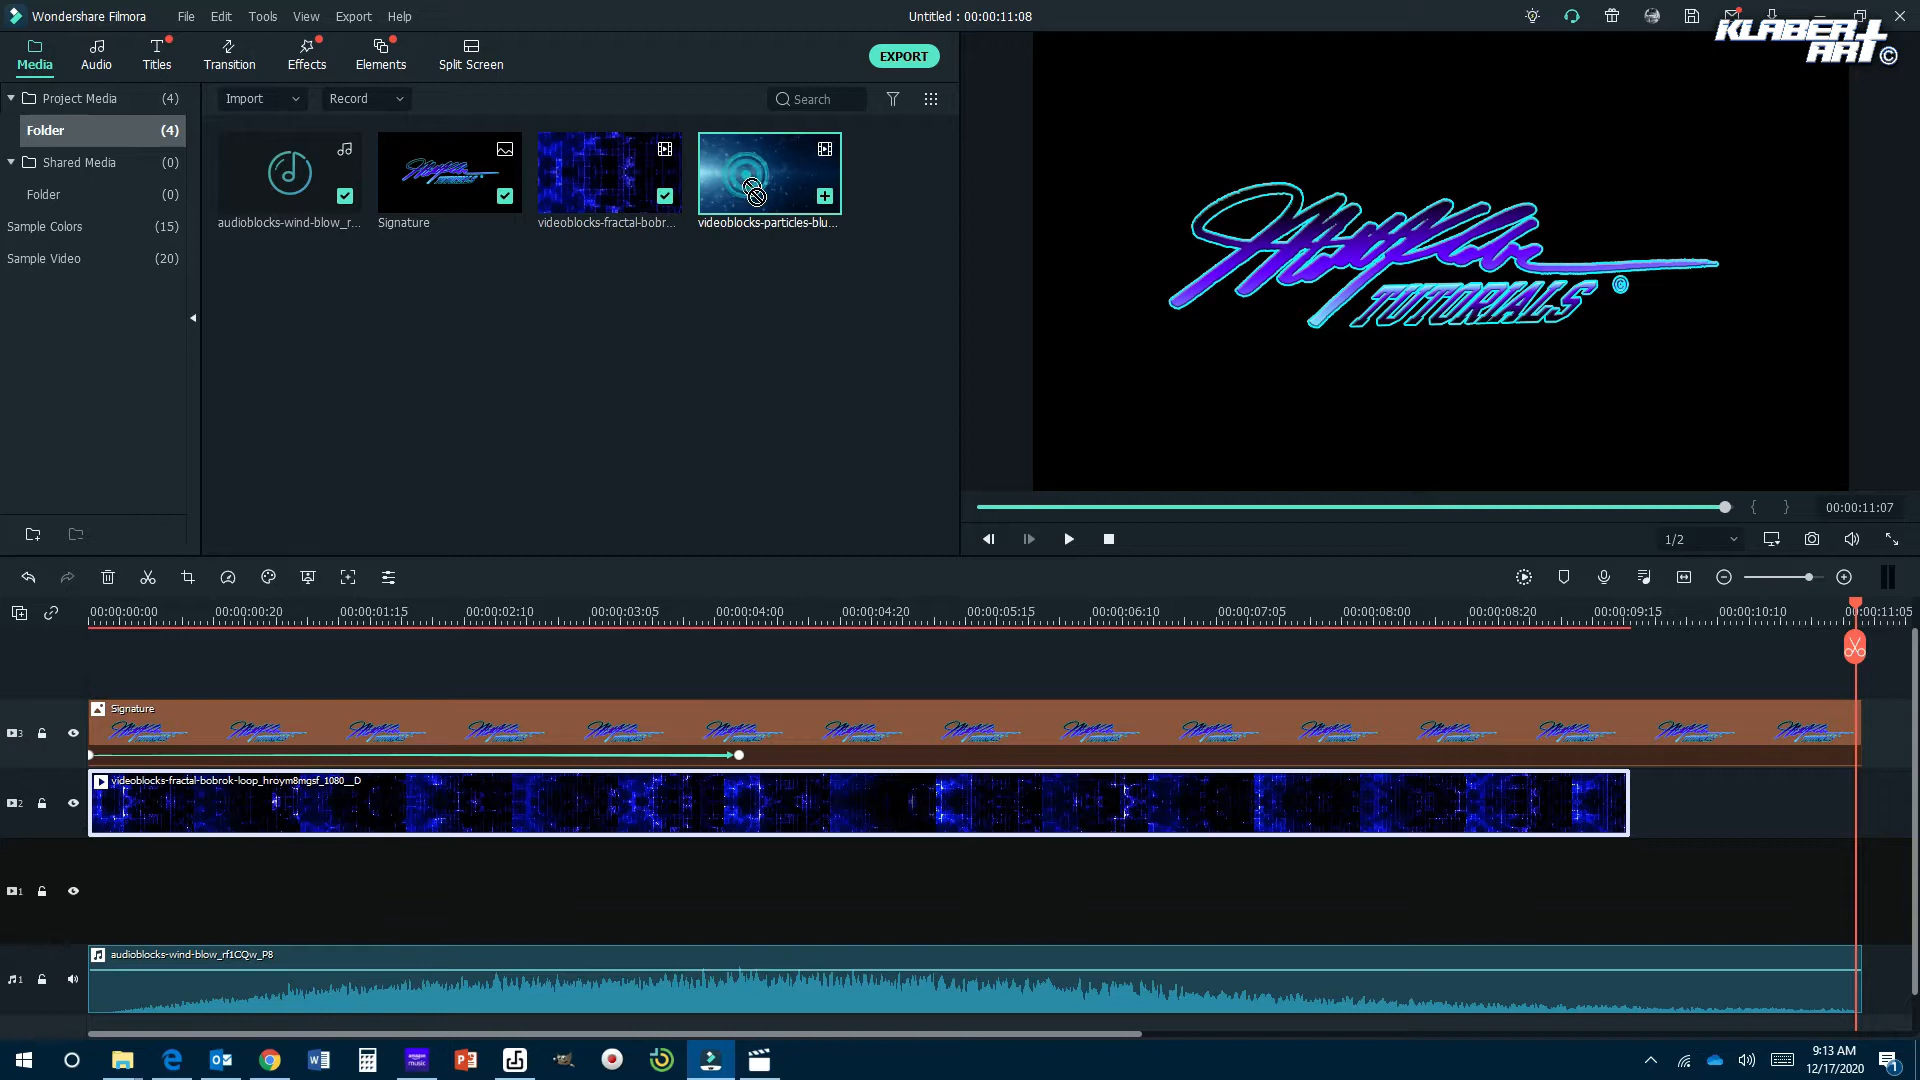 Wondershare Filmora File Edit Tools View Export Help
Untitled : 00:00:11:08
KLABER+
ART©
Media Audio Titles Transition Effects Elements Split Screen
EXPORT
Project Media (4)
Folder (4)
Shared Media (0)
Folder (0)
Sample Colors (15)
Sample Video (20)
Import Record Search
audioblocks-wind-blow_r... Signature videoblocks-fractal-bobr... videoblocks-particles-blu...
TUTORIALS ©
00:00:11:07
1/2
00:00:00:00 00:00:00:20 00:00:01:15 00:00:02:10 00:00:03:05 00:00:04:00 00:00:04:20 00:00:05:15 00:00:06:10 00:00:07:05 00:00:08:00 00:00:08:20 00:00:09:15 00:00:10:10 00:00:11:05
Signature
3
videoblocks-fractal-bobrok-loop_hroym8mgsf_1080__D
2
1
audioblocks-wind-blow_rf1CQw_P8
1
9:13 AM
12/17/2020
1